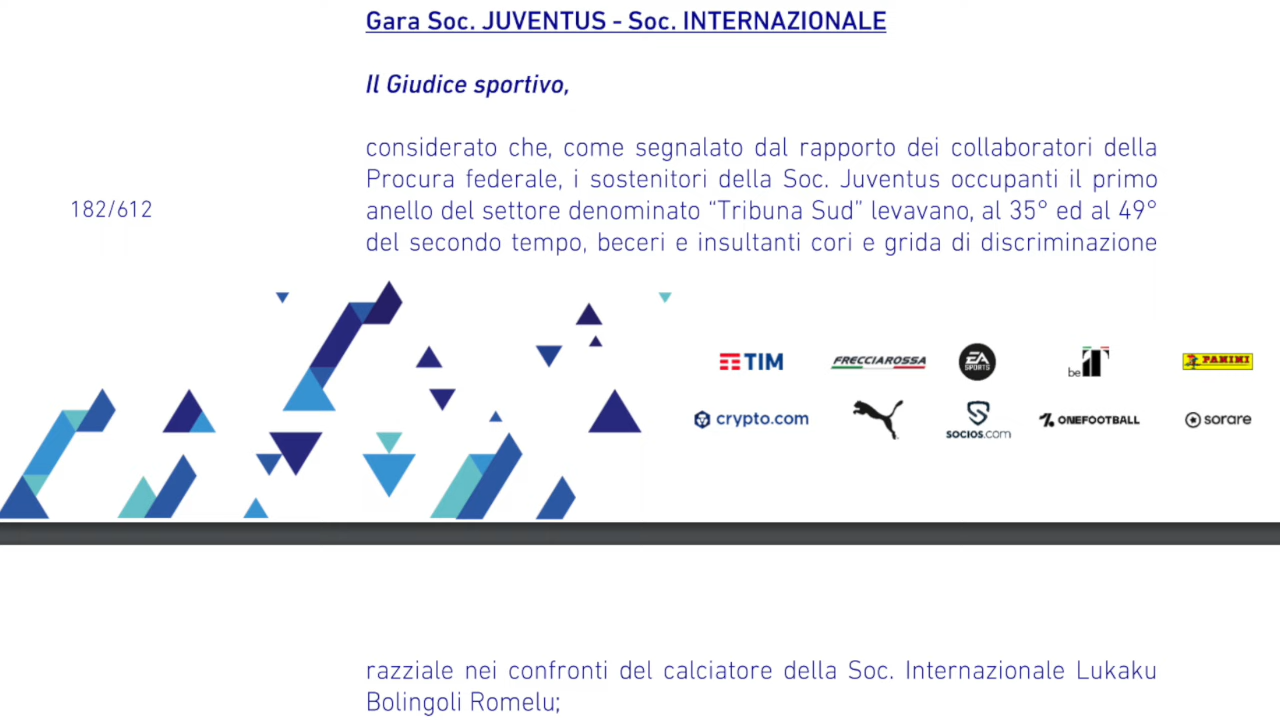 Gara Soc. JUVENTUS - Soc. INTERNAZIONALE
Il Giudice sportivo,
considerato che, come segnalato dal rapporto dei collaboratori della
Procura federale, i sostenitori della Soc. Juventus occupanti il primo
182/612
anello del settore denominato “Tribuna Sud” levavano, al 35° ed al 49°
del secondo tempo, beceri e insultanti cori e grida di discriminazione
TIM
FRECCIAROSSA
EA SPORTS
be IT
PANINI
crypto.com
SOCIOS.com
ONEFOOTBALL
sorare
razziale nei confronti del calciatore della Soc. Internazionale Lukaku
Bolingoli Romelu;